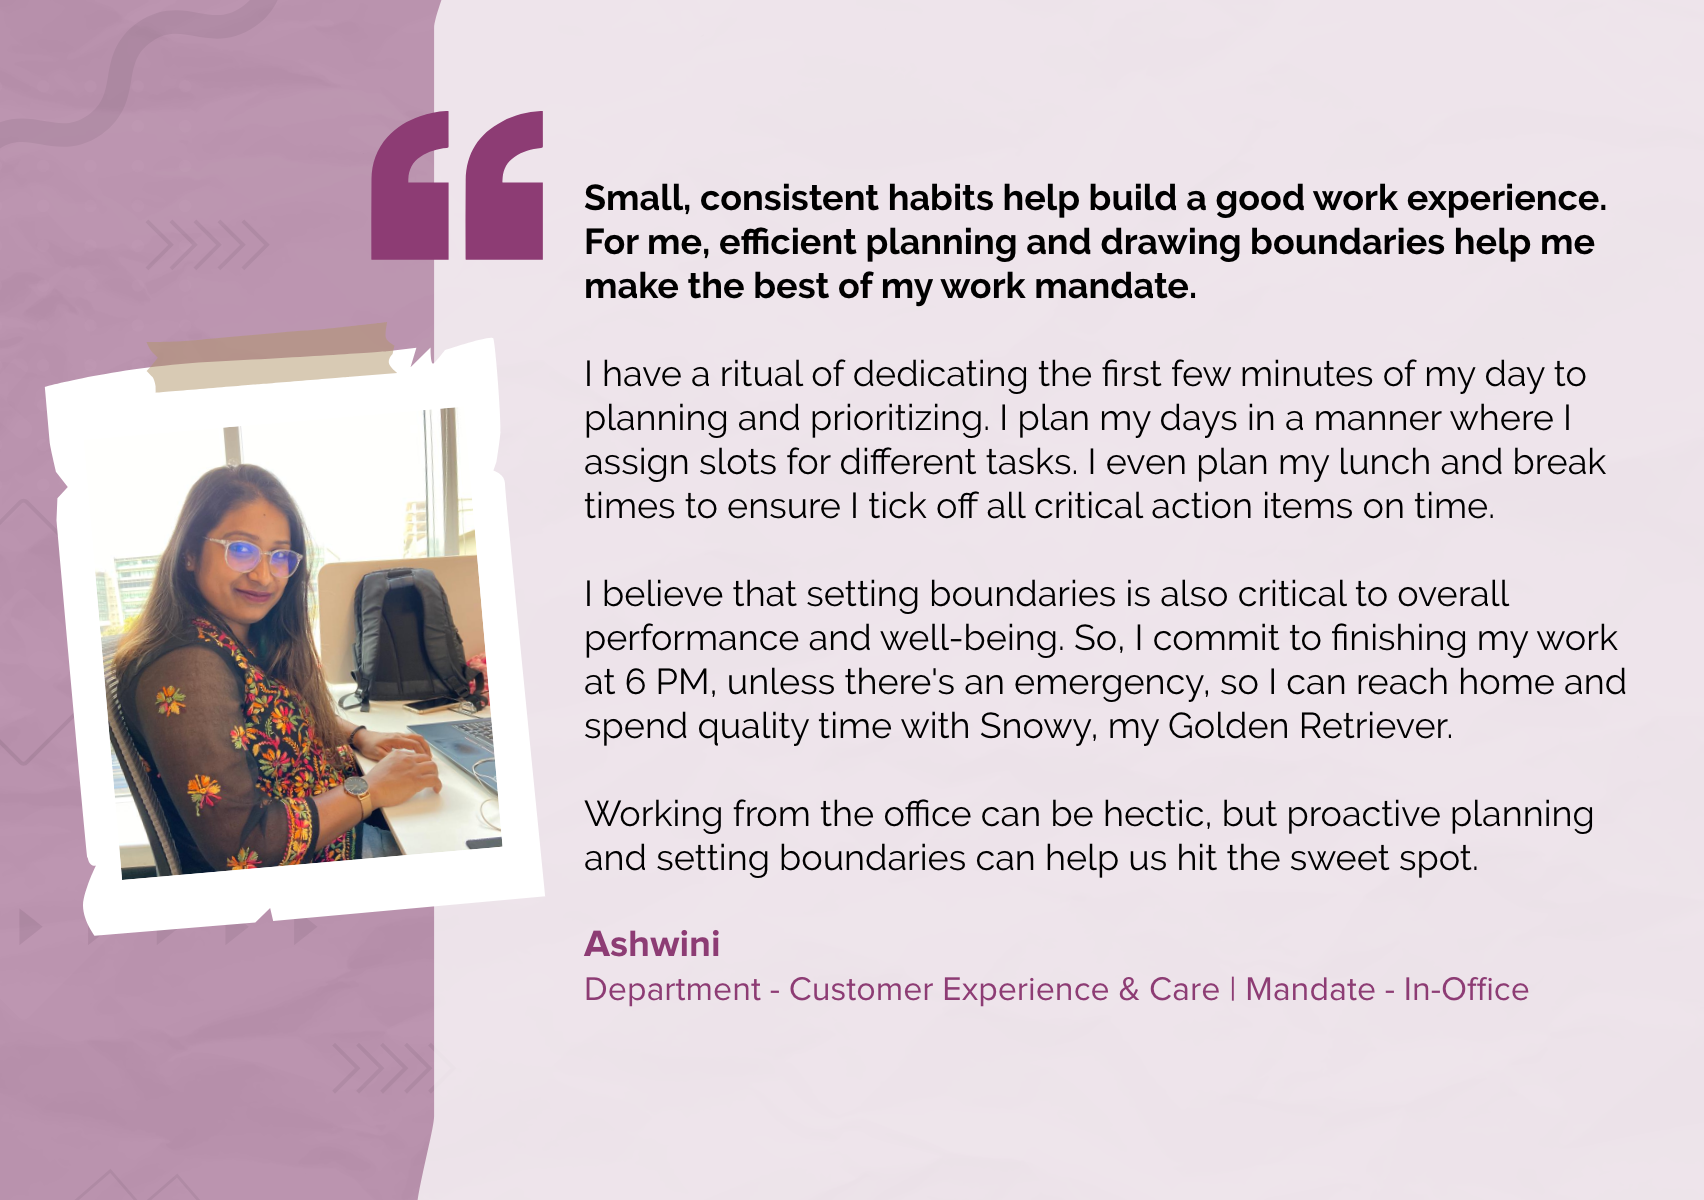 Small, consistent habits help build a good work experience.
For me, efficient planning and drawing boundaries help me
make the best of my work mandate.
I have a ritual of dedicating the first few minutes of my day to
planning and prioritizing. I plan my days in a manner where I
assign slots for different tasks. I even plan my lunch and break
times to ensure I tick off all critical action items on time.
I believe that setting boundaries is also critical to overall
performance and well-being. So, I commit to finishing my work
at 6 PM, unless there's an emergency, so I can reach home and
spend quality time with Snowy, my Golden Retriever.
Working from the office can be hectic, but proactive planning
and setting boundaries can help us hit the sweet spot.
Ashwini
Department - Customer Experience & Care | Mandate - In-Office